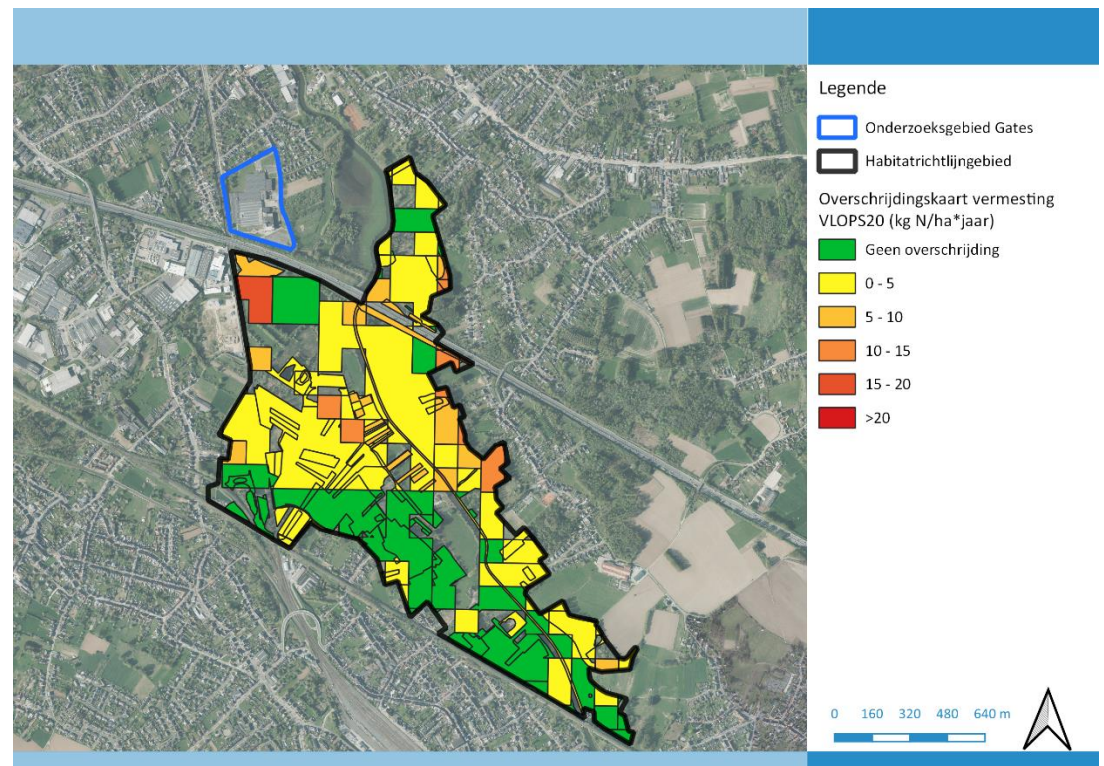 Legende
Onderzoeksgebied Gates
Habitatrichtlijngebied
Overschrijdingskaart vermesting
VLOPS20 (kg N/ha*jaar)
Geen overschrijding
0 - 5
5 - 10
10 - 15
15 - 20
>20
0 160 320 480 640 m